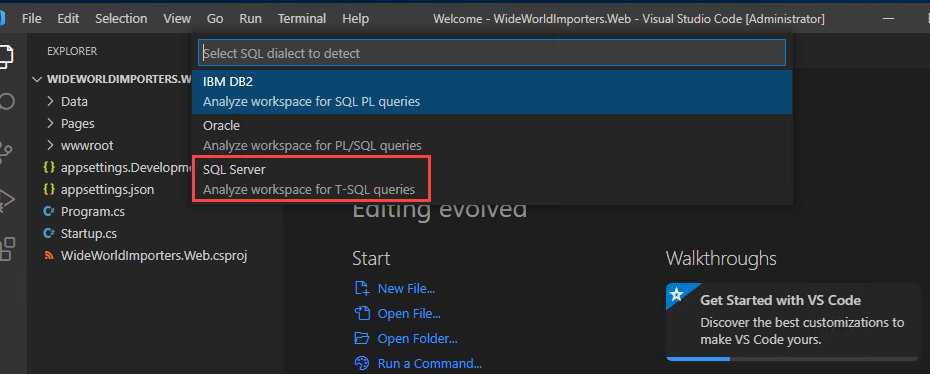 File Edit Selection View Go Run Terminal Help Welcome - WideWorldImporters.Web - Visual Studio Code [Administrator]
EXPLORER
Select SQL dialect to detect
WIDEWORLDIMPORTERS.W
IBM DB2
Analyze workspace for SQL PL queries
Data
Pages
Oracle
wwwroot
Analyze workspace for PL/SQL queries
{} appsettings.Developme
SQL Server
{} appsettings.json
Analyze workspace for T-SQL queries
C# Program.cs
Editing evolved
C# Startup.cs
WideWorldImporters.Web.csproj
Start
New File...
Open File...
Open Folder...
Run a Command...
Walkthroughs
Get Started with VS Code
Discover the best customizations to
make VS Code yours.